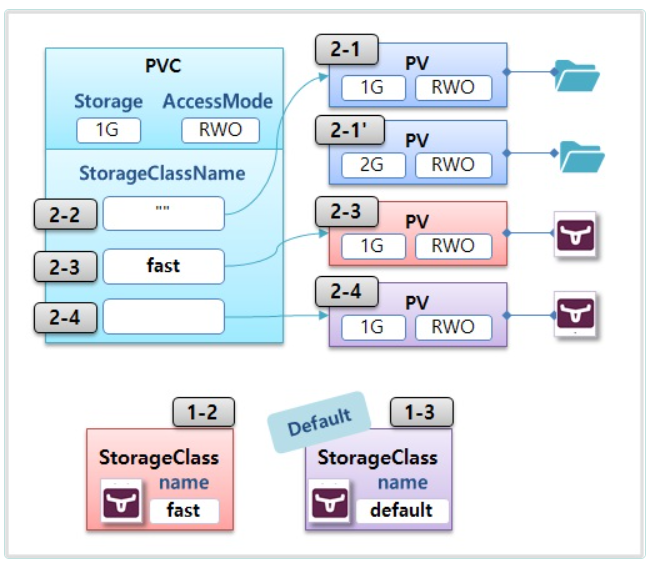 PVC
Storage AccessMode
1G RWO
StorageClassName
2-2 ""
2-3 fast
2-4
2-1 PV
1G RWO
2-1' PV
2G RWO
2-3 PV
1G RWO
2-4 PV
1G RWO
1-2
StorageClass
name
fast
Default 1-3
StorageClass
name
default